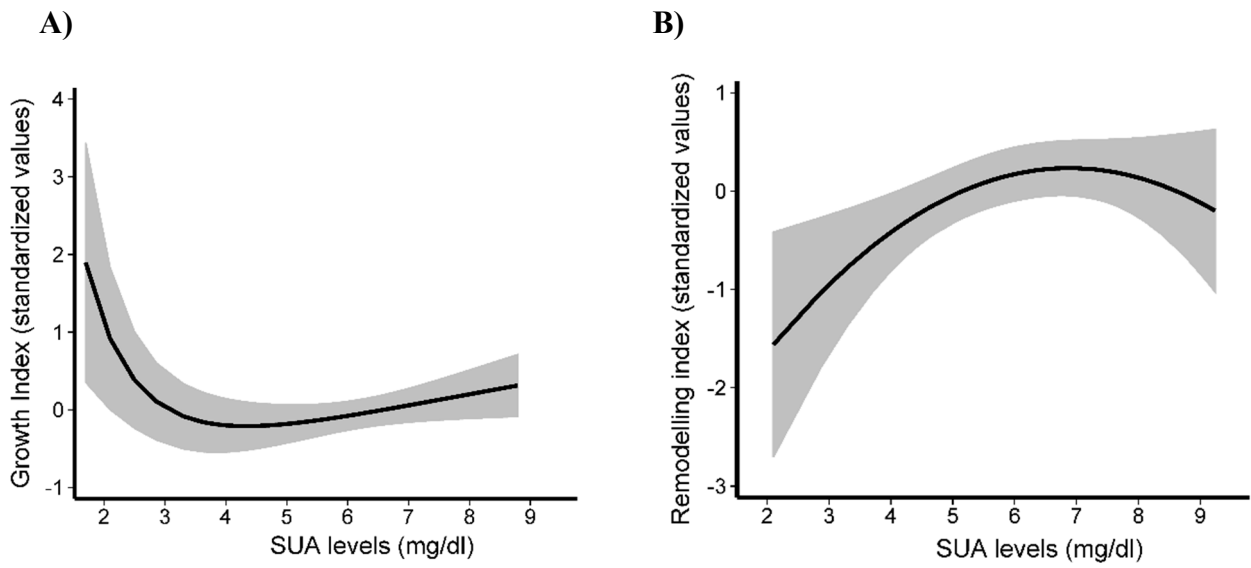 A)
Growth Index (standardized values)
4
3
2
1
0
-1
2 3 4 5 6 7 8 9
SUA levels (mg/dl)
B)
Remodelling index (standardized values)
1
0
-1
-2
-3
2 3 4 5 6 7 8 9
SUA levels (mg/dl)